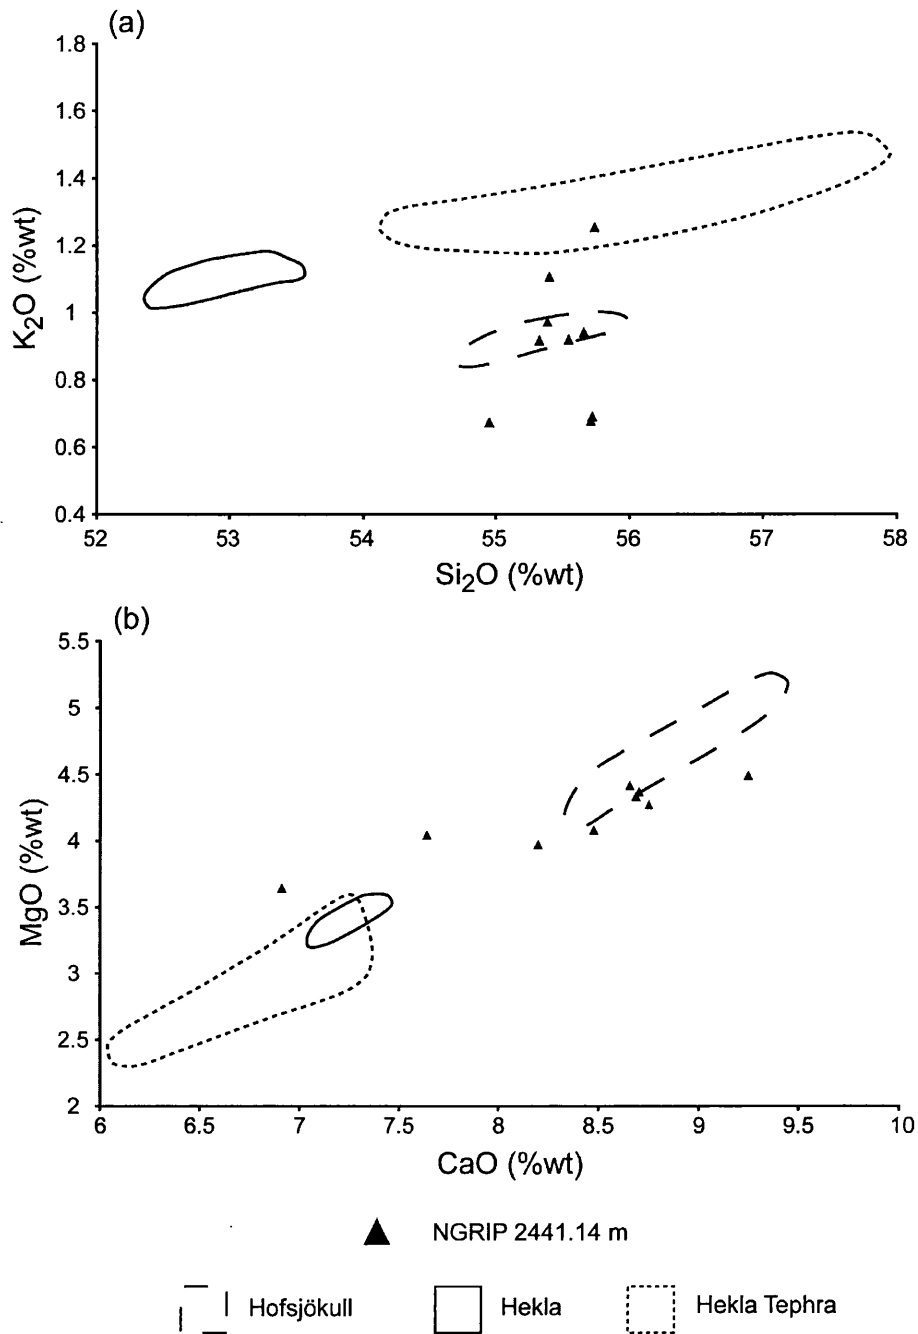 (a)
1.8
1.6
1.4
1.2
1
0.8
0.6
0.4
K2O (%wt)
52 53 54 55 56 57 58
Si2O (%wt)
(b)
5.5
5
4.5
4
3.5
3
2.5
2
MgO (%wt)
6 6.5 7 7.5 8 8.5 9 9.5 10
CaO (%wt)
NGRIP 2441.14 m
Hofsjökull Hekla Hekla Tephra